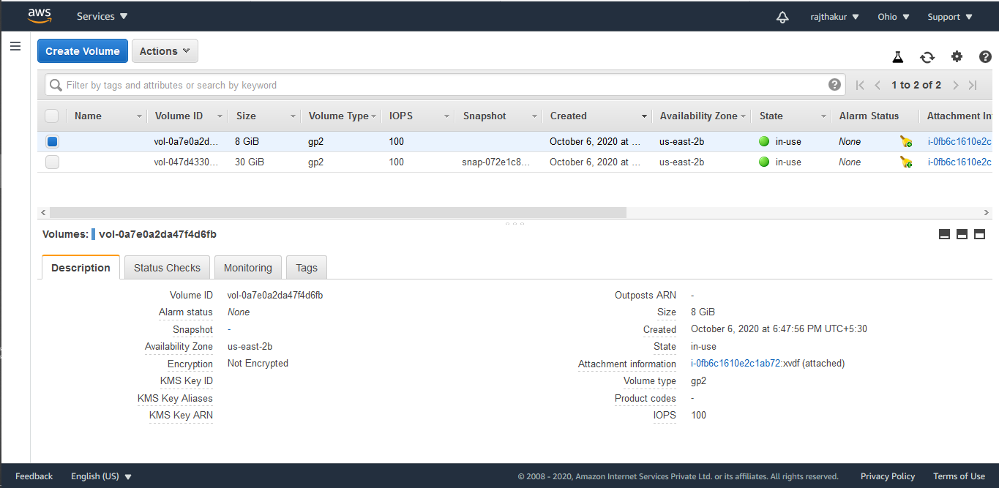 aws Services rajthakur Ohio Support
Create Volume Actions
Filter by tags and attributes or search by keyword 1 to 2 of 2
Name Volume ID Size Volume Type IOPS Snapshot Created Availability Zone State Alarm Status Attachment In
vol-0a7e0a2d... 8 GiB gp2 100 October 6, 2020 at ... us-east-2b in-use None i-0fb6c1610e2c
vol-047d4330... 30 GiB gp2 100 snap-072e1c8... October 6, 2020 at ... us-east-2b in-use None i-0fb6c1610e2c
Volumes: vol-0a7e0a2da47f4d6fb
Description Status Checks Monitoring Tags
Volume ID vol-0a7e0a2da47f4d6fb Outposts ARN -
Alarm status None Size 8 GiB
Snapshot - Created October 6, 2020 at 6:47:56 PM UTC+5:30
Availability Zone us-east-2b State in-use
Encryption Not Encrypted Attachment information i-0fb6c1610e2c1ab72:xvdf (attached)
KMS Key ID Volume type gp2
KMS Key Aliases Product codes -
KMS Key ARN IOPS 100
Feedback English (US) © 2008 - 2020, Amazon Internet Services Private Ltd. or its affiliates. All rights reserved. Privacy Policy Terms of Use